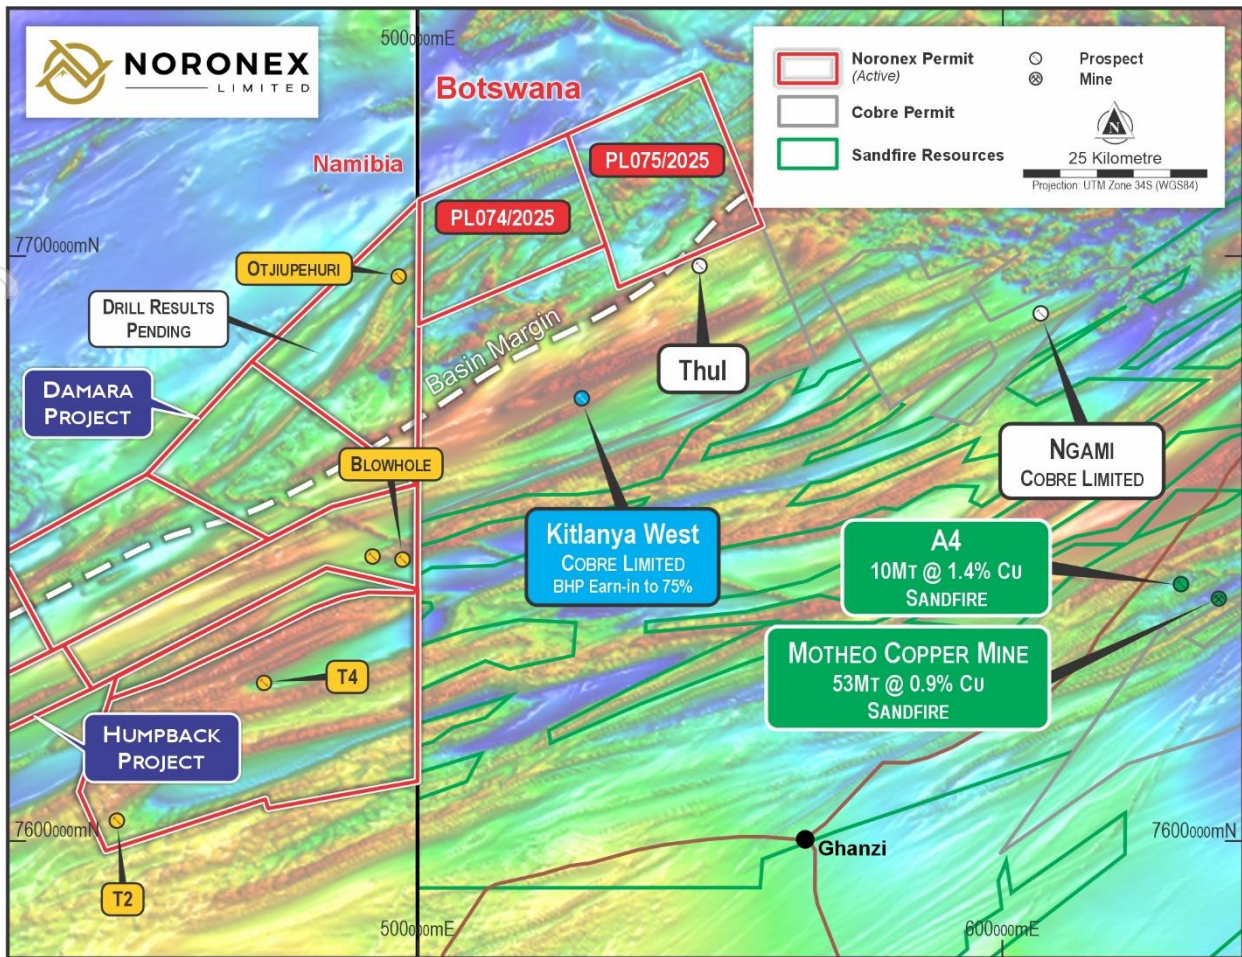 NORONEX
LIMITED
500000mE
Botswana
Namibia
Noronex Permit
(Active)
Cobre Permit
Sandfire Resources
Prospect
Mine
N
25 Kilometre
Projection: UTM Zone 34S (WGS84)
PL075/2025
PL074/2025
7700000mN
OTJIUPEHURI
DRILL RESULTS
PENDING
Basin Margin
Thul
DAMARA
PROJECT
BLOWHOLE
NGAMI
COBRE LIMITED
Kitlanya West
COBRE LIMITED
BHP Earn-in to 75%
A4
10MT @ 1.4% CU
SANDFIRE
MOTHEO COPPER MINE
53MT @ 0.9% CU
SANDFIRE
T4
HUMPBACK
PROJECT
7600000mN
7600000mN
Ghanzi
T2
500000mE
600000mE